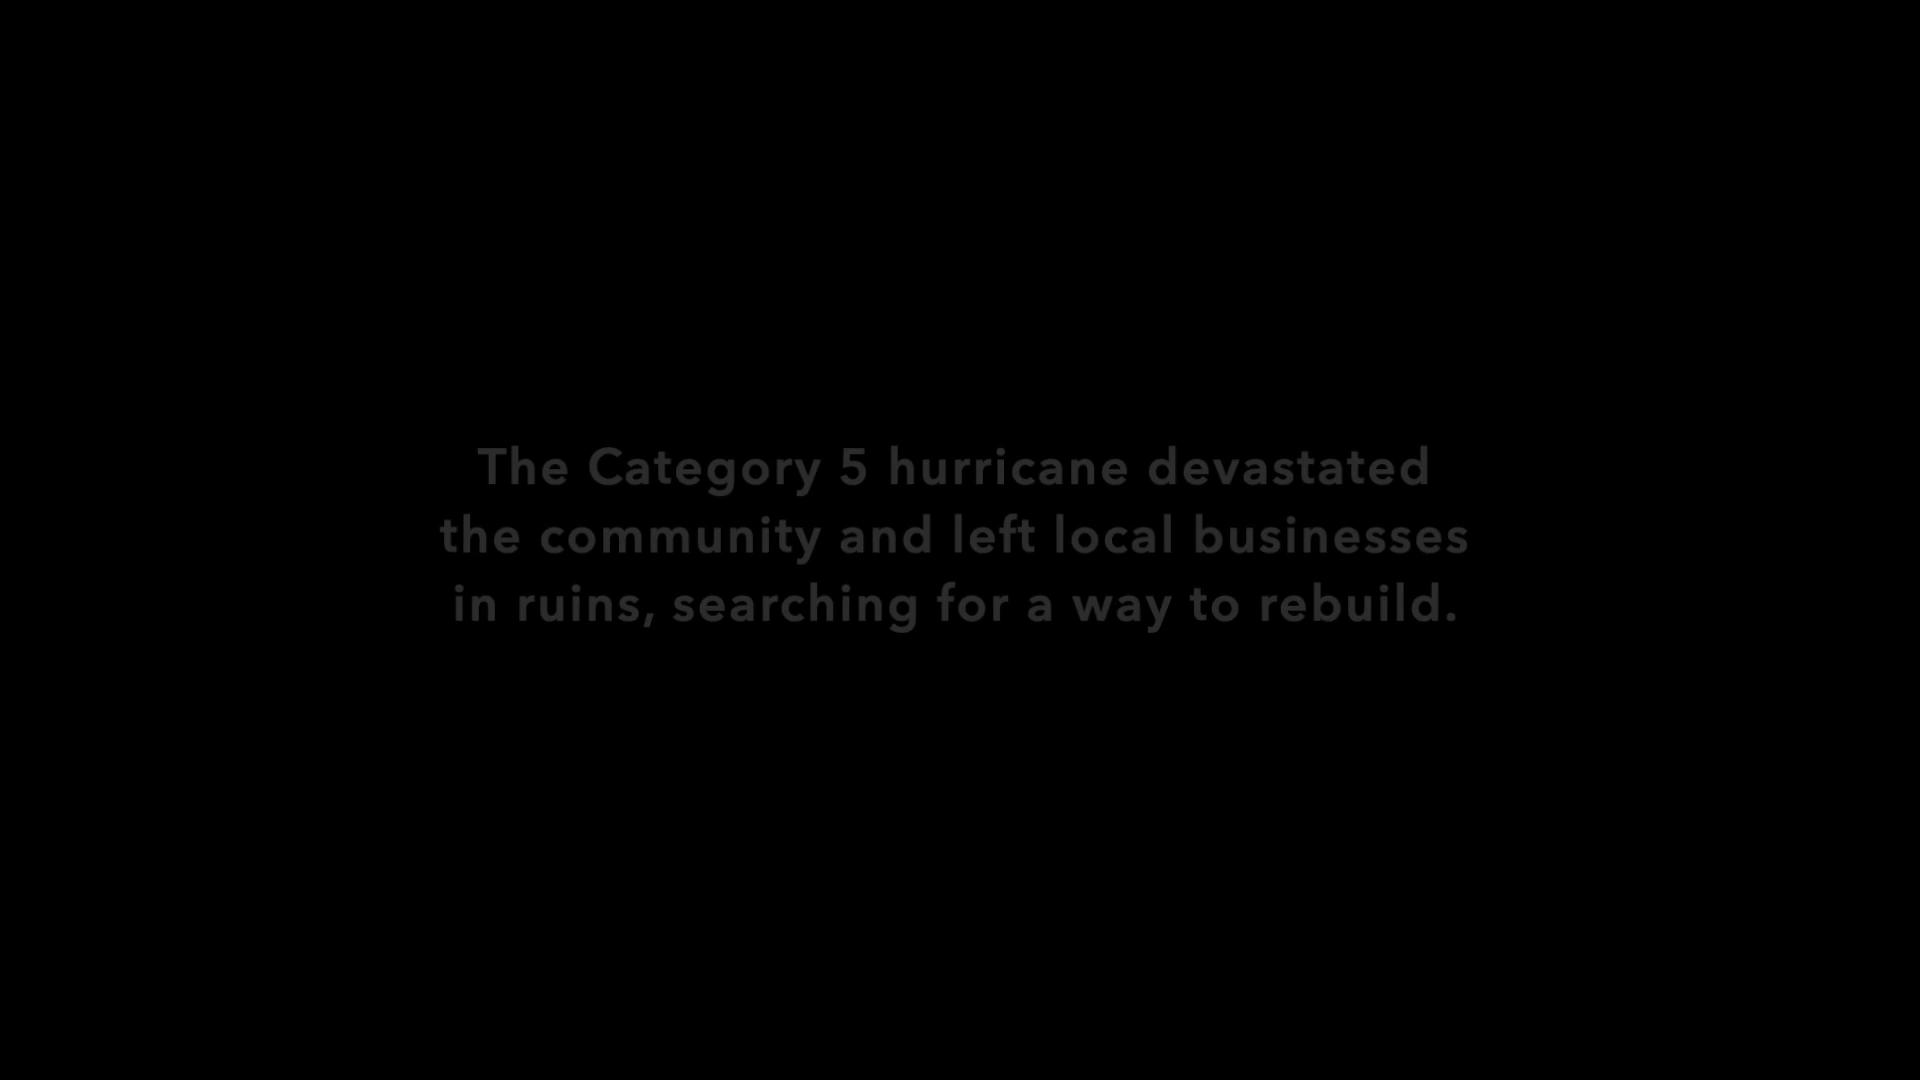 The Category 5 hurricane devastated
the community and left local businesses
in ruins, searching for a way to rebuild.